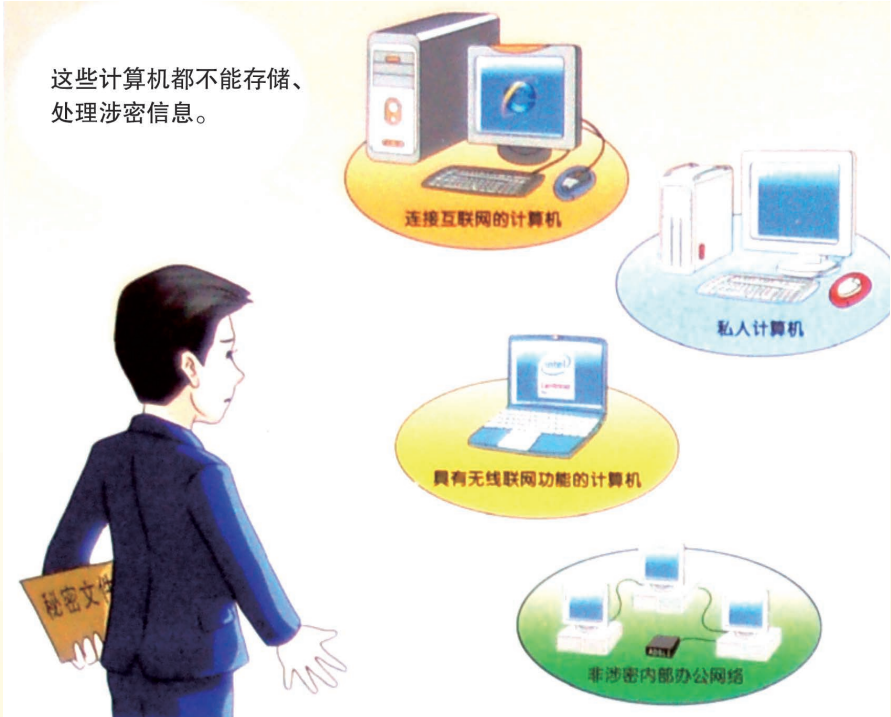 这些计算机都不能存储、
处理涉密信息。
连接互联网的计算机
私人计算机
intel
具有无线联网功能的计算机
秘密文件
非涉密内部办公网络